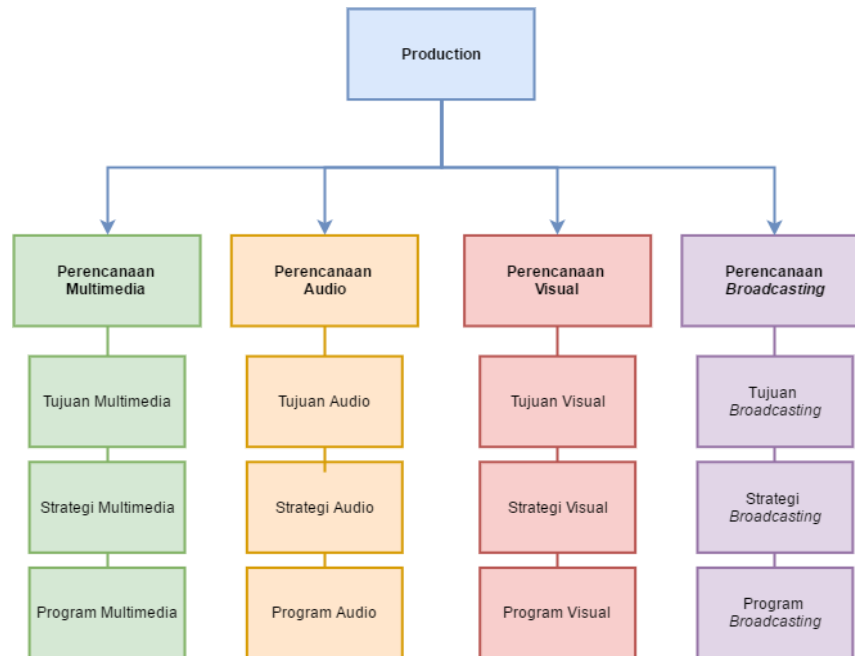 Production
Perencanaan
Multimedia
Perencanaan
Audio
Perencanaan
Visual
Perencanaan
Broadcasting
Tujuan Multimedia
Tujuan Audio
Tujuan Visual
Tujuan
Broadcasting
Strategi Multimedia
Strategi Audio
Strategi Visual
Strategi
Broadcasting
Program Multimedia
Program Audio
Program Visual
Program
Broadcasting